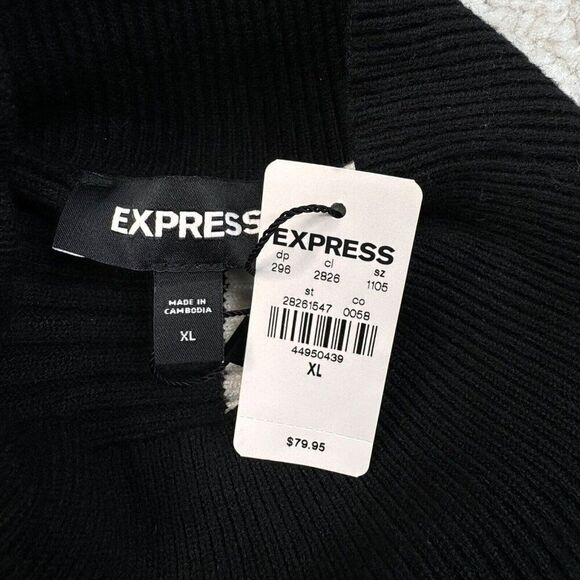 EXPRESS
MADE IN
CAMBODIA
XL
EXPRESS
dp cl sz
296 2826 1105
st co
28261547 0058
44950439
XL
$79.95